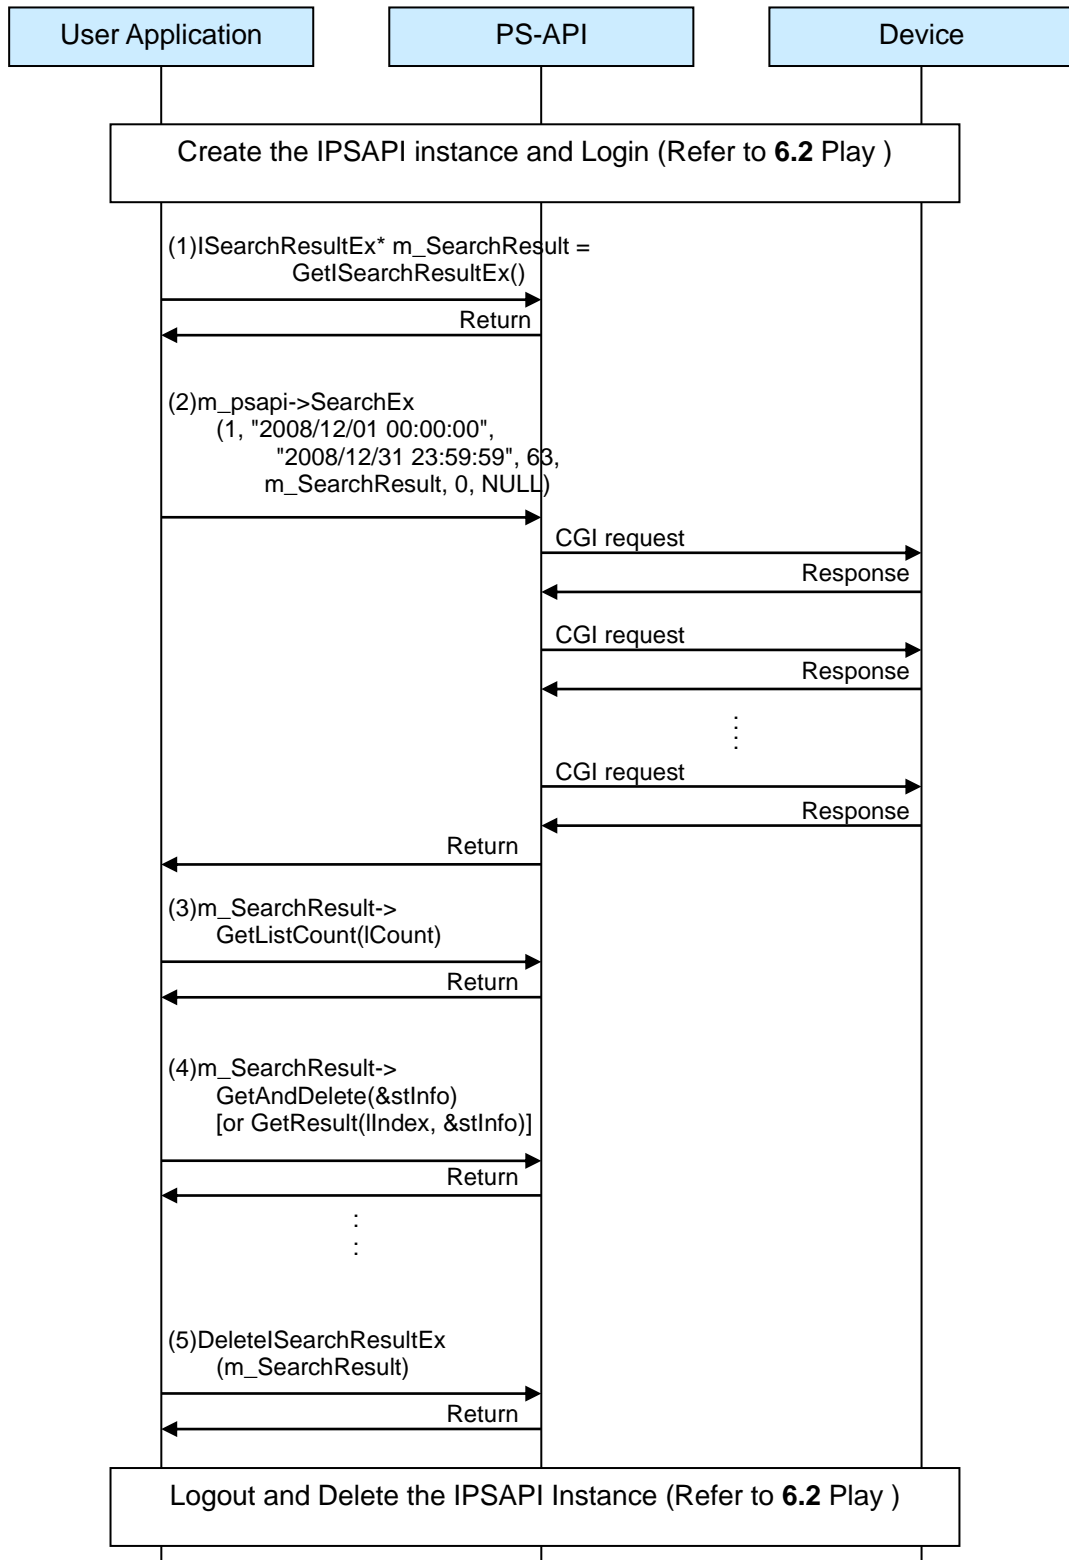 User Application
PS-API
Device
Create the IPSAPI instance and Login (Refer to 6.2 Play )
(1)ISearchResultEx* m_SearchResult =
GetISearchResultEx()
Return
(2)m_psapi->SearchEx
(1, "2008/12/01 00:00:00",
"2008/12/31 23:59:59", 63,
m_SearchResult, 0, NULL)
CGI request
Response
CGI request
Response
CGI request
Response
Return
(3)m_SearchResult->
GetListCount(lCount)
Return
(4)m_SearchResult->
GetAndDelete(&stInfo)
[or GetResult(lIndex, &stInfo)]
Return
(5)DeleteISearchResultEx
(m_SearchResult)
Return
Logout and Delete the IPSAPI Instance (Refer to 6.2 Play )